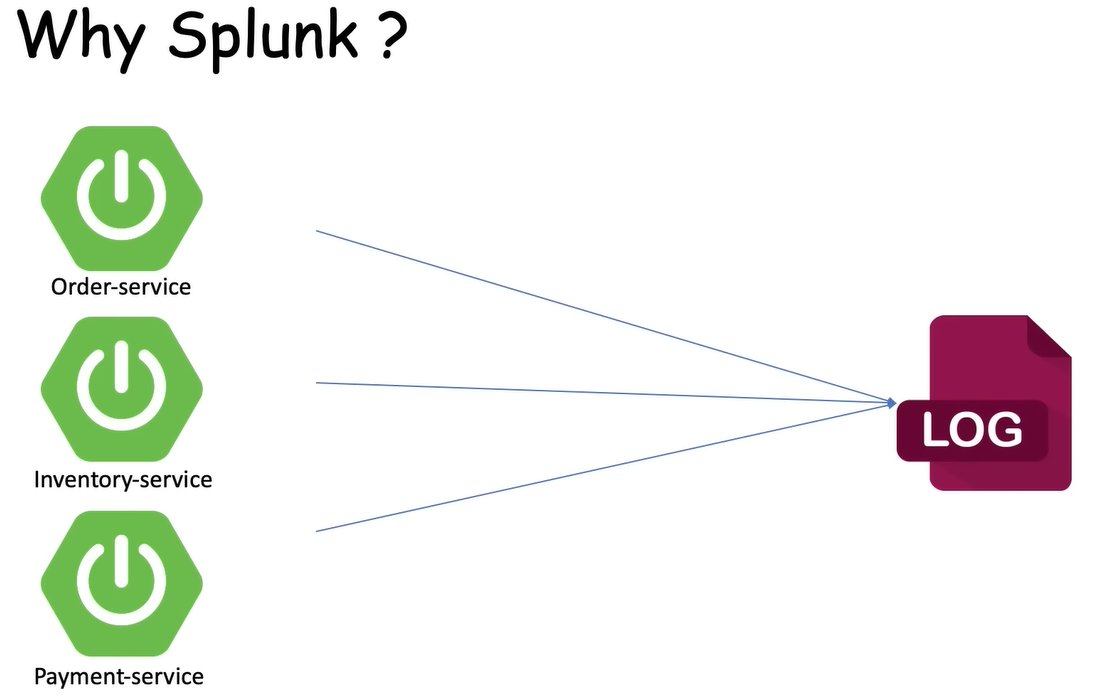 Why Splunk ?
Order-service
Inventory-service
LOG
Payment-service